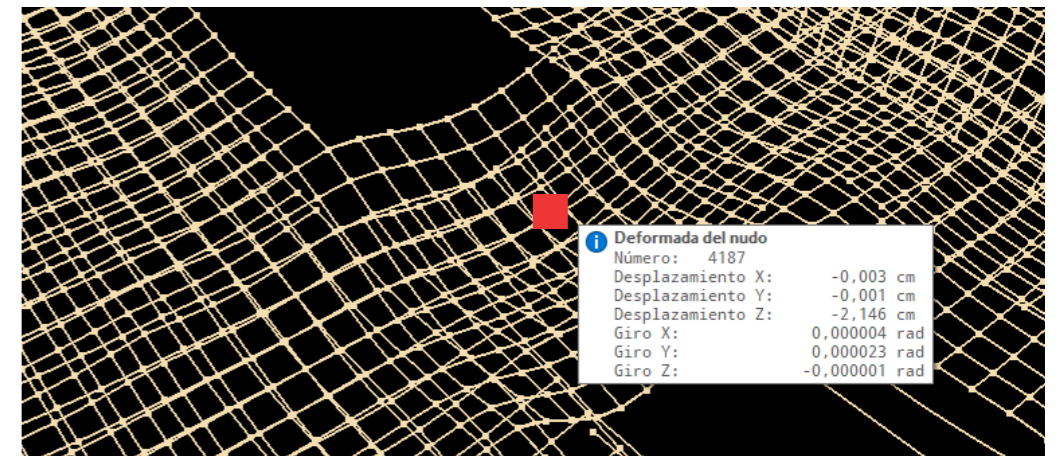 Deformada del nudo
Número: 4187
Desplazamiento X: -0,003 cm
Desplazamiento Y: -0,001 cm
Desplazamiento Z: -2,146 cm
Giro X: 0,000004 rad
Giro Y: 0,000023 rad
Giro Z: -0,000001 rad